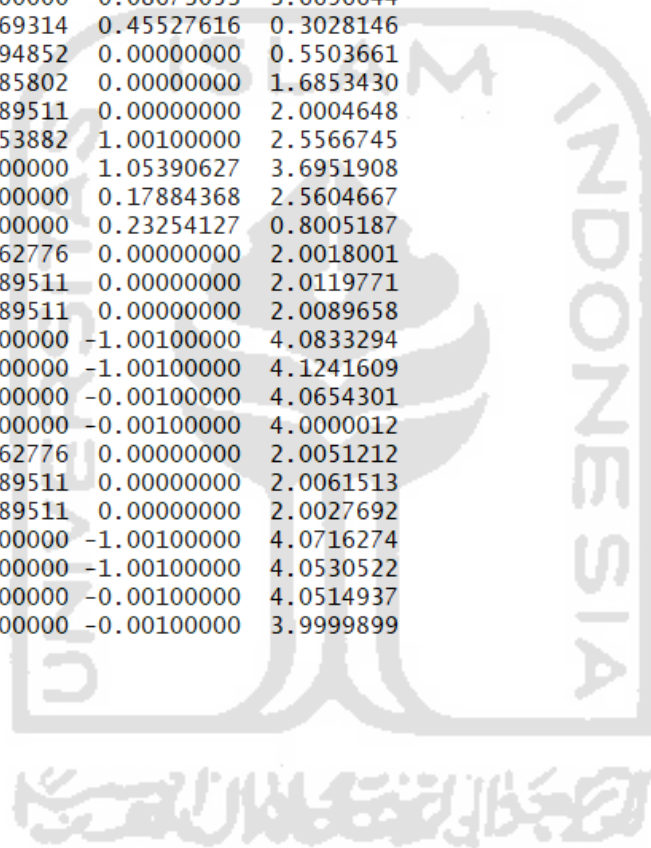 69314 0.45527616 0.3028146
94852 0.00000000 0.5503661
85802 0.00000000 1.6853430
89511 0.00000000 2.0004648
53882 1.00100000 2.5566745
00000 1.05390627 3.6951908
00000 0.17884368 2.5604667
00000 0.23254127 0.8005187
62776 0.00000000 2.0018001
89511 0.00000000 2.0119771
89511 0.00000000 2.0089658
00000 -1.00100000 4.0833294
00000 -1.00100000 4.1241609
00000 -0.00100000 4.0654301
00000 -0.00100000 4.0000012
62776 0.00000000 2.0051212
89511 0.00000000 2.0061513
89511 0.00000000 2.0027692
00000 -1.00100000 4.0716274
00000 -1.00100000 4.0530522
00000 -0.00100000 4.0514937
00000 -0.00100000 3.9999899
ISLAM
UNIVERSITAS
INDONESIA